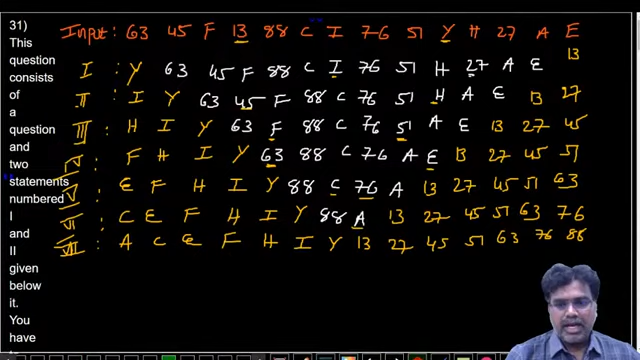 31)
This
question
consists
of
a
question
and
two
statements
numbered
I
and
II
given
below
it.
You
have
Input: 63 45 F 13 88 C I 76 51 Y H 27 A E
I : Y 63 45 F 88 C I 76 51 H 27 A E 13
II : I Y 63 45 F 88 C 76 51 H A E 13 27
III : H I Y 63 F 88 C 76 51 A E 13 27 45
IV : F H I Y 63 88 C 76 A E 13 27 45 51
V : E F H I Y 88 C 76 A 13 27 45 51 63
VI : C E F H I Y 88 A 13 27 45 51 63 76
VII : A C E F H I Y 13 27 45 51 63 76 88